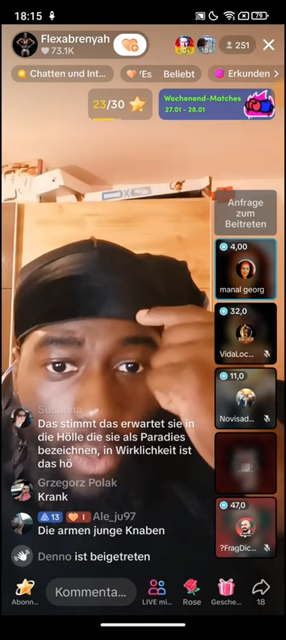 18:15
79
Flexabrenyah
73.1K
251
Chatten und Int...
'Es Beliebt
Erkunden
23/30
Wochenend-Matches
27.01 - 28.01
Anfrage
zum
Beitreten
4,00
manal georg
32,0
VidaLoc...
11,0
Novisad...
47,0
?FragDic...
Susanna
Das stimmt das erwartet sie in
die Hölle die sie als Paradies
bezeichnen, in Wirklichkeit ist
das hö
Grzegorz Polak
Krank
13 I Ale_ju97
Die armen junge Knaben
Denno ist beigetreten
Abonn...
Kommenta...
LIVE mi...
Rose
Gesche...
18